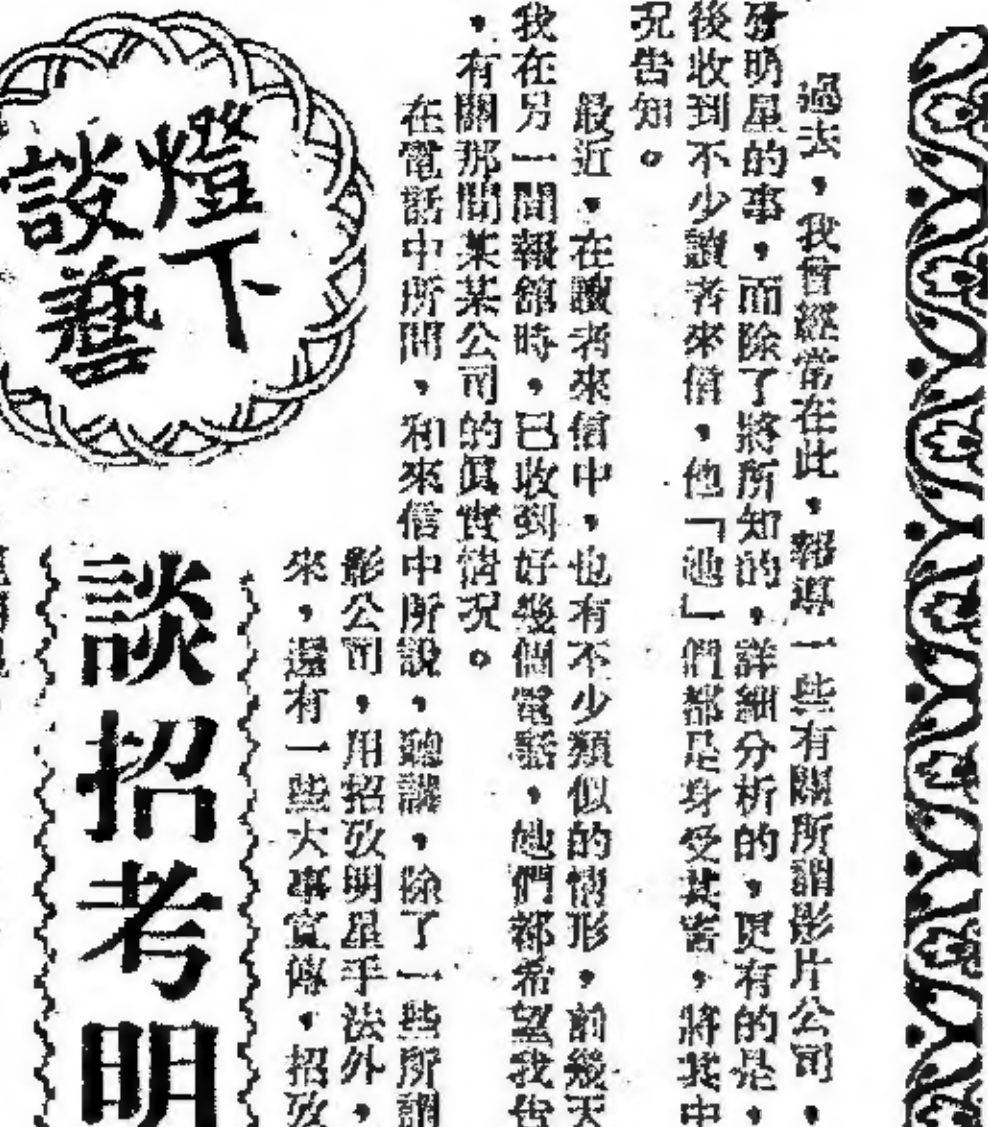 過去，我曾經常在此，報導一些有關所謂影片公司，
明星的事，而除了將所知的，詳細分析的，更有的是，
後收到不少讀者來信，他「她」們都是身受其害，將其中
況告知。
最近，在讀者來信中，也有不少類似的情形，前幾天
我在另一間報館時，已收到好幾個電話，她們都希望我告
，有關那間某某公司的眞實情況。
在電話中所問，和來信中所說，聽講，除了一些所謂
影公司，用招攷明星手法外，
來，還有一些大事宣傳，招攷
燈下
談藝
談招考明